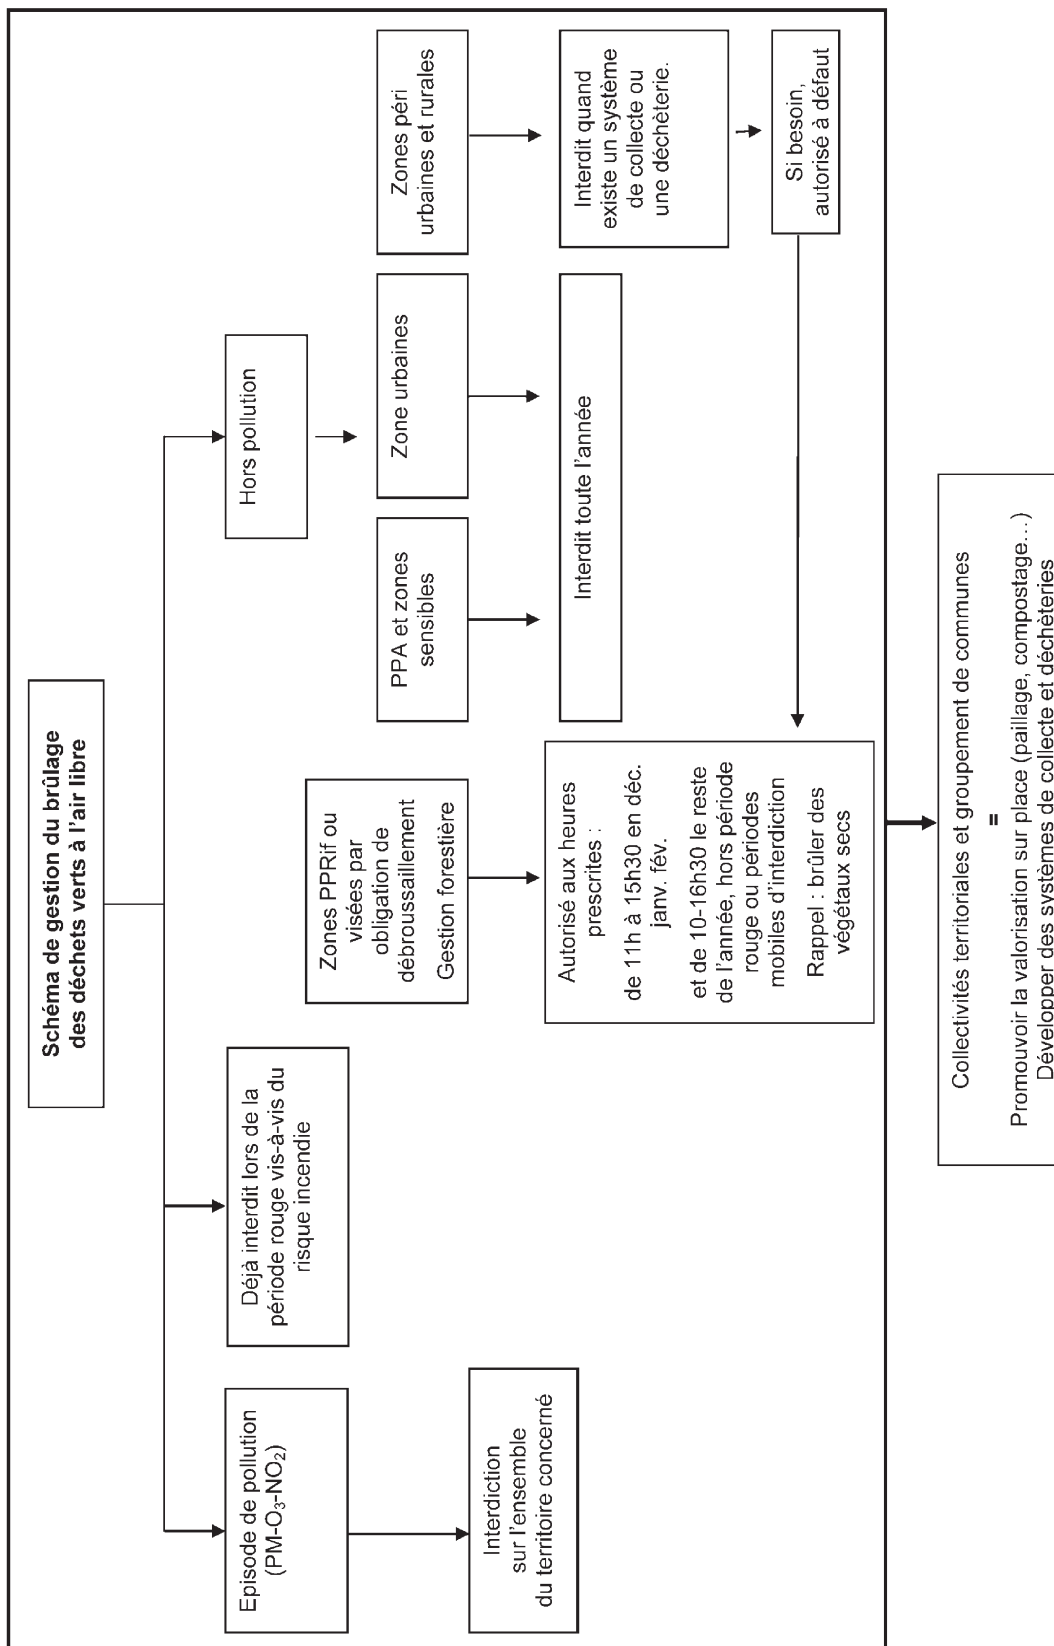 Schéma de gestion du brûlage
des déchets verts à l'air libre
Episode de pollution
(PM-O₃-NO₂)
Déjà interdit lors de la
période rouge vis-à-vis du
risque incendie
Hors pollution
Interdiction
sur l'ensemble
du territoire concerné
Zones PPRif ou
visées par
obligation de
débroussaillement
Gestion forestière
PPA et zones
sensibles
Zone urbaines
Zones péri
urbaines et rurales
Autorisé aux heures
prescrites :
de 11h à 15h30 en déc.
janv. fév.
et de 10-16h30 le reste
de l'année, hors période
rouge ou périodes
mobiles d'interdiction
Rappel : brûler des
végétaux secs
Interdit toute l'année
Interdit quand
existe un système
de collecte ou
une déchèterie.
Si besoin,
autorisé à défaut
Collectivités territoriales et groupement de communes
=
Promouvoir la valorisation sur place (paillage, compostage…)
Développer des systèmes de collecte et déchèteries